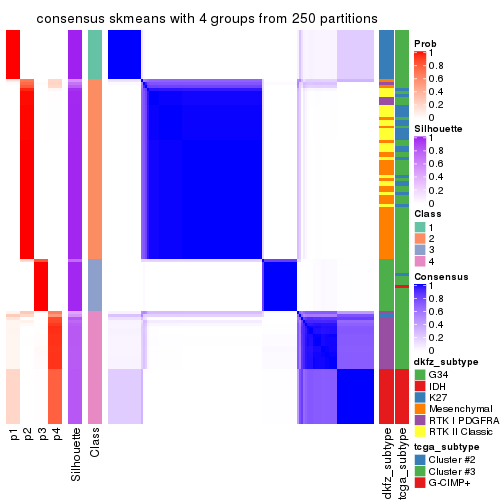 consensus skmeans with 4 groups from 250 partitions
Prob
1
0.8
0.6
0.4
0.2
0
Silhouette
1
0.8
0.6
0.4
0.2
0
Class
1
2
3
4
Consensus
1
0.8
0.6
0.4
0.2
0
dkfz_subtype
G34
IDH
K27
Mesenchymal
RTK I PDGFRA
RTK II Classic
tcga_subtype
Cluster #2
Cluster #3
G-CIMP+
p1
p2
p3
p4
Silhouette
Class
dkfz_subtype
tcga_subtype